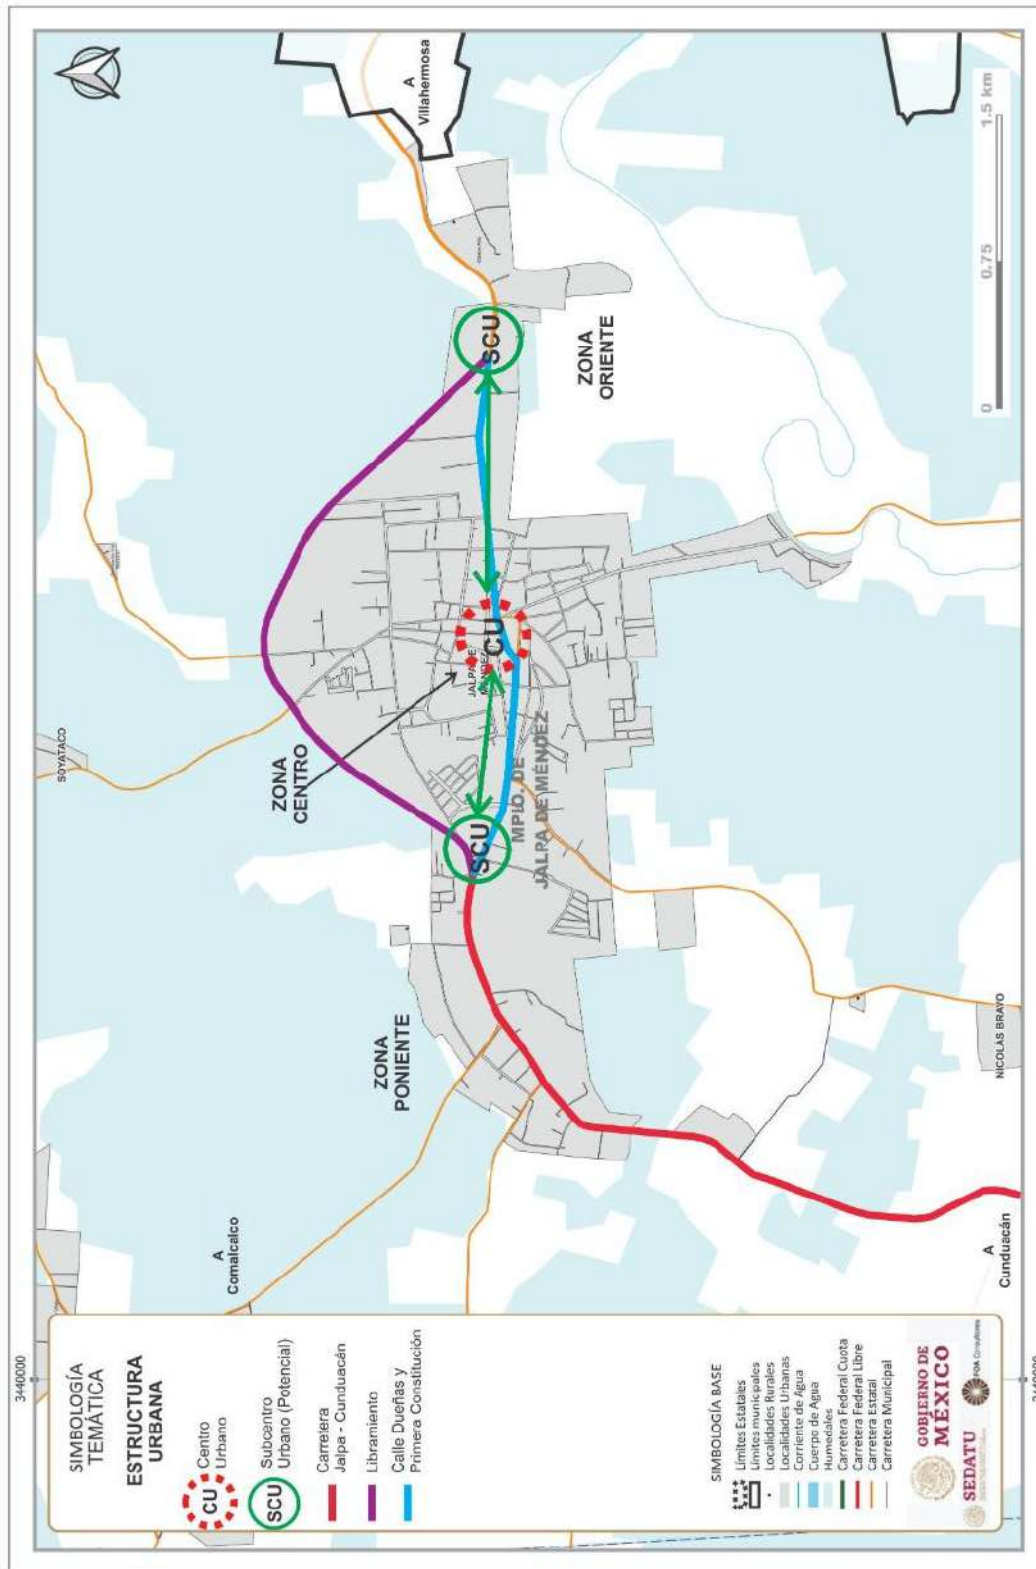 3440000
SIMBOLOGÍA
TEMÁTICA
ESTRUCTURA
URBANA
CU
Centro
Urbano
SCU
Subcentro
Urbano (Potencial)
Carretera
Jalpa - Cunduacán
Libramiento
Calle Dueñas y
Primera Constitución
SIMBOLOGÍA BASE
Límites Estatales
Límites municipales
Localidades Rurales
Localidades Urbanas
Corriente de Agua
Cuerpo de Agua
Humedales
Carretera Federal Cuota
Carretera Federal Libre
Carretera Estatal
Carretera Municipal
GOBIERNO DE
MÉXICO
SEDATU
FOA Consultores
A
Comalcalco
A
Cunduacán
ZONA
PONIENTE
NICOLÁS BRAVO
SOYATACO
ZONA
CENTRO
SCU
MPIO. DE
JALPA DE MÉNDEZ
JALPA DE
MÉNDEZ
CU
SCU
ZONA
ORIENTE
A
Villahermosa
0
0.75
1.5 km